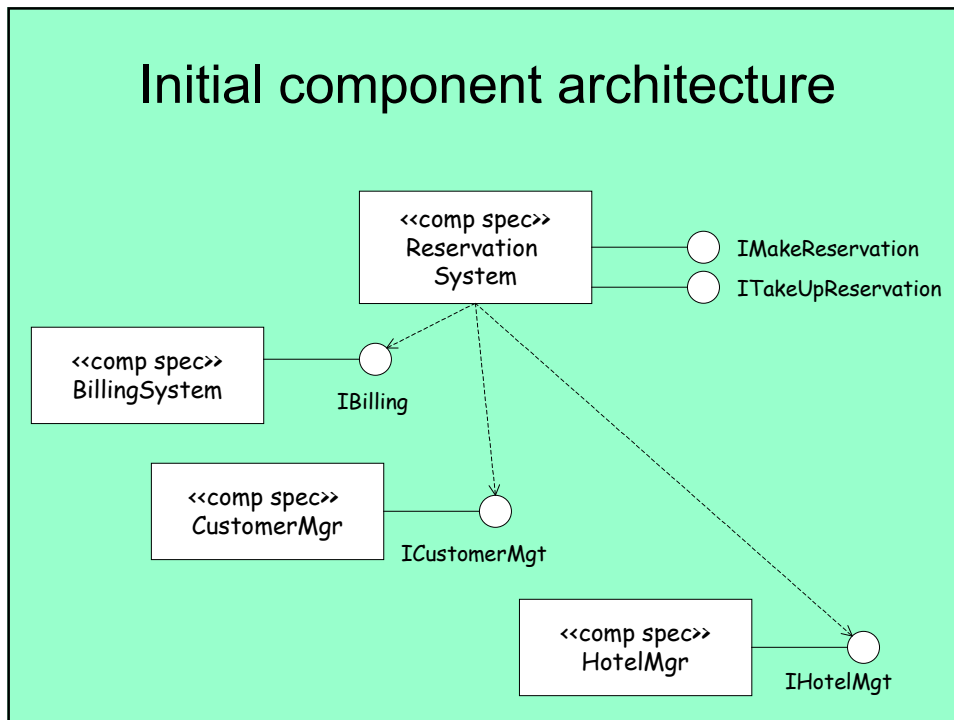 Initial component architecture
<<comp spec>>
Reservation
System
IMakeReservation
ITakeUpReservation
<<comp spec>>
BillingSystem
IBilling
<<comp spec>>
CustomerMgr
ICustomerMgt
<<comp spec>>
HotelMgr
IHotelMgt